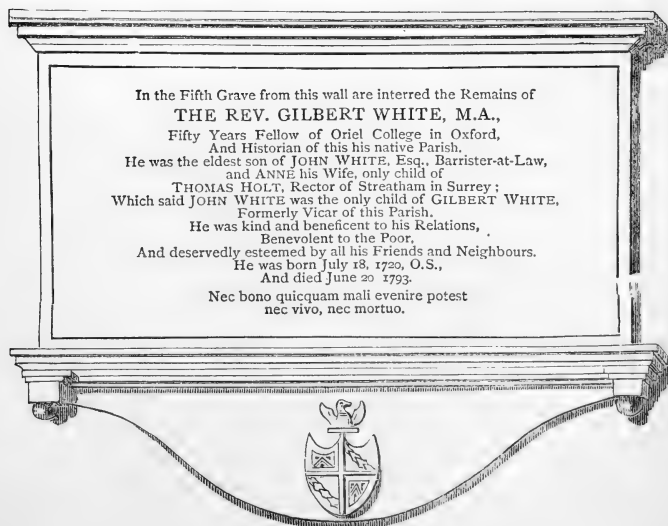 In the Fifth Grave from this wall are interred the Remains of
THE REV. GILBERT WHITE, M.A.,
Fifty Years Fellow of Oriel College in Oxford,
And Historian of this his native Parish.
He was the eldest son of JOHN WHITE, Esq., Barrister-at-Law,
and ANNE his Wife, only child of
THOMAS HOLT, Rector of Streatham in Surrey;
Which said JOHN WHITE was the only child of GILBERT WHITE,
Formerly Vicar of this Parish.
He was kind and beneficent to his Relations,
Benevolent to the Poor,
And deservedly esteemed by all his Friends and Neighbours.
He was born July 18, 1720, O.S.,
And died June 20 1793.
Nec bono quicquam mali evenire potest
nec vivo, nec mortuo.